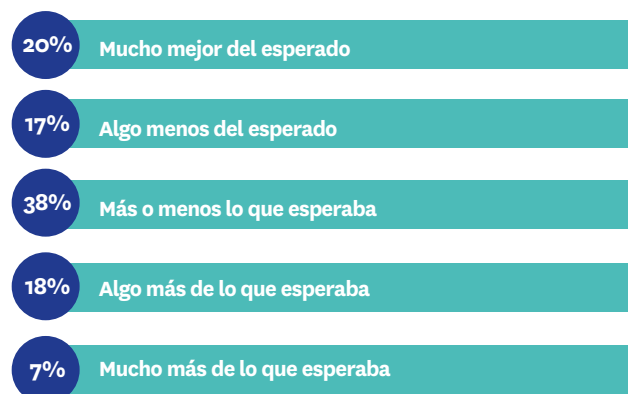 20% Mucho mejor del esperado
17% Algo menos del esperado
38% Más o menos lo que esperaba
18% Algo más de lo que esperaba
7% Mucho más de lo que esperaba